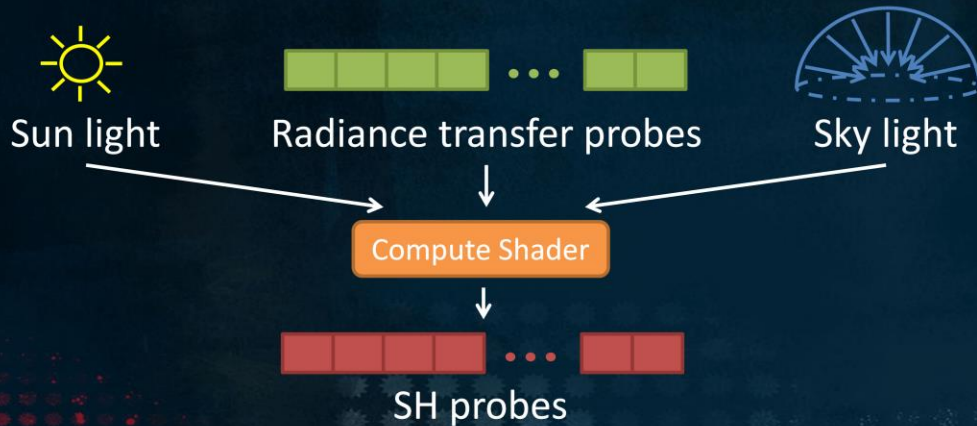 Sun light
Radiance transfer probes
Sky light
Compute Shader
SH probes